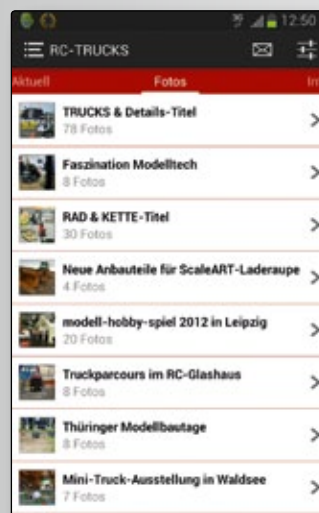 12:50
RC-TRUCKS
Aktuell Fotos
TRUCKS & Details-Titel
78 Fotos
Faszination Modelltech
8 Fotos
RAD & KETTE-Titel
30 Fotos
Neue Anbauteile für ScaleART-Laderaupe
4 Fotos
modell-hobby-spiel 2012 in Leipzig
20 Fotos
Truckparcours im RC-Glashaus
8 Fotos
Thüringer Modellbautage
8 Fotos
Mini-Truck-Ausstellung in Waldsee
7 Fotos